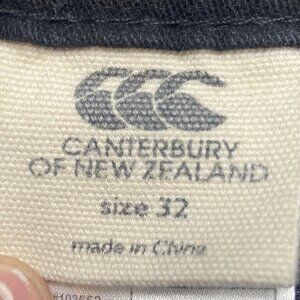 CANTERBURY
OF NEW ZEALAND
size 32
made in China